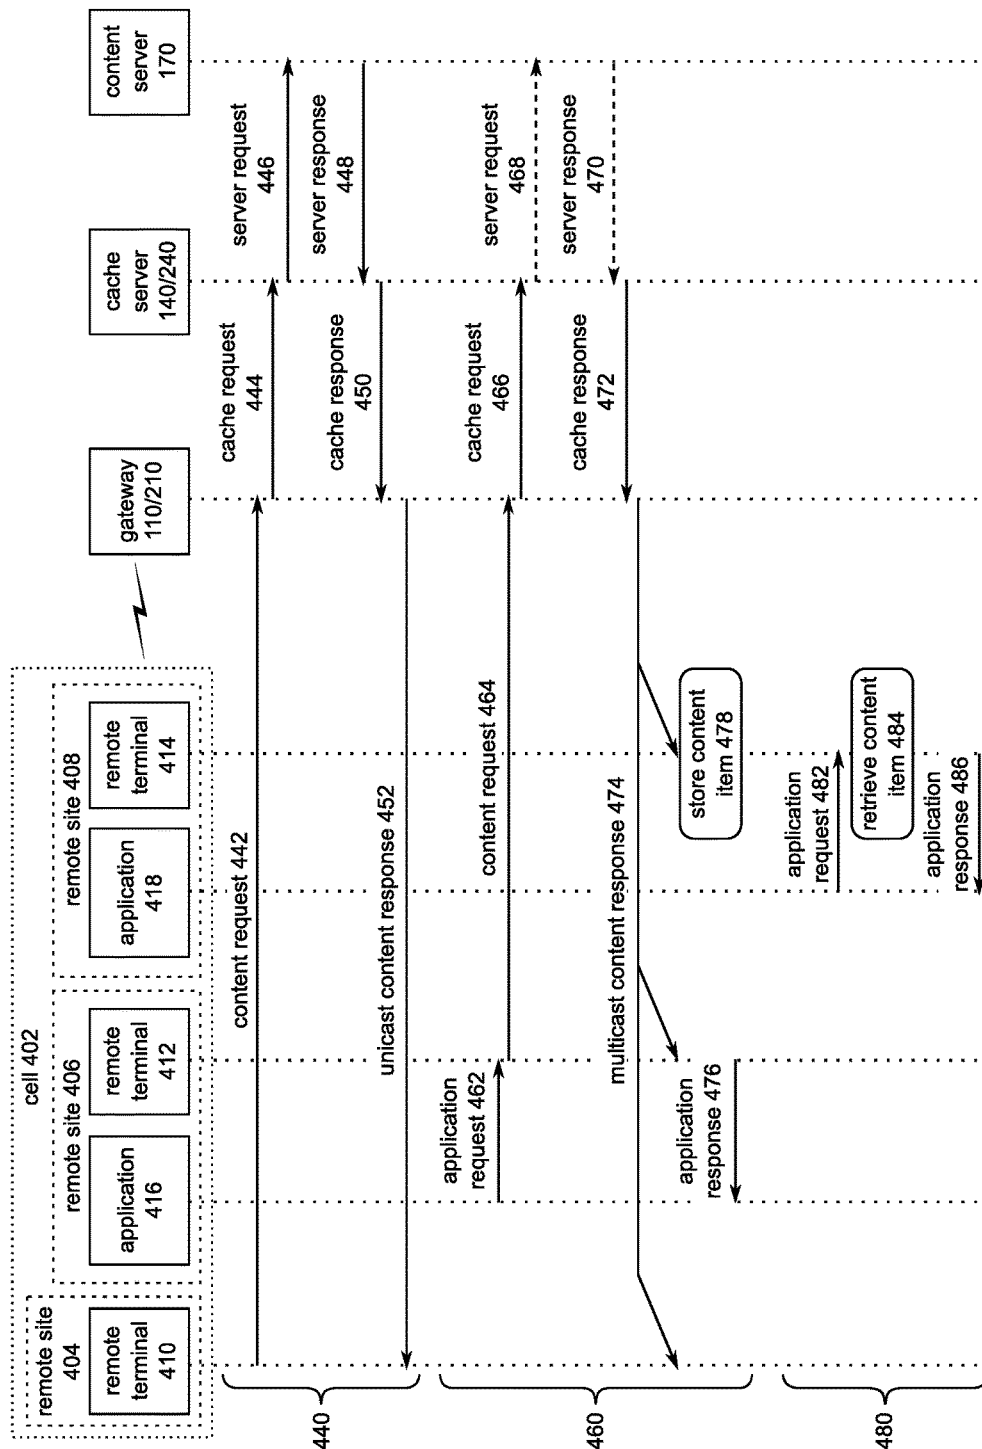 cell 402
remote site
404
remote
terminal
410
remote site 406
application
416
remote
terminal
412
remote site 408
application
418
remote
terminal
414
gateway
110/210
cache
server
140/240
content
server
170
440
content request 442
cache request
444
server request
446
server response
448
cache response
450
unicast content response 452
460
application
request 462
content request 464
cache request
466
server request
468
server response
470
cache response
472
multicast content response 474
application
response 476
store content
item 478
480
application
request 482
retrieve content
item 484
application
response 486